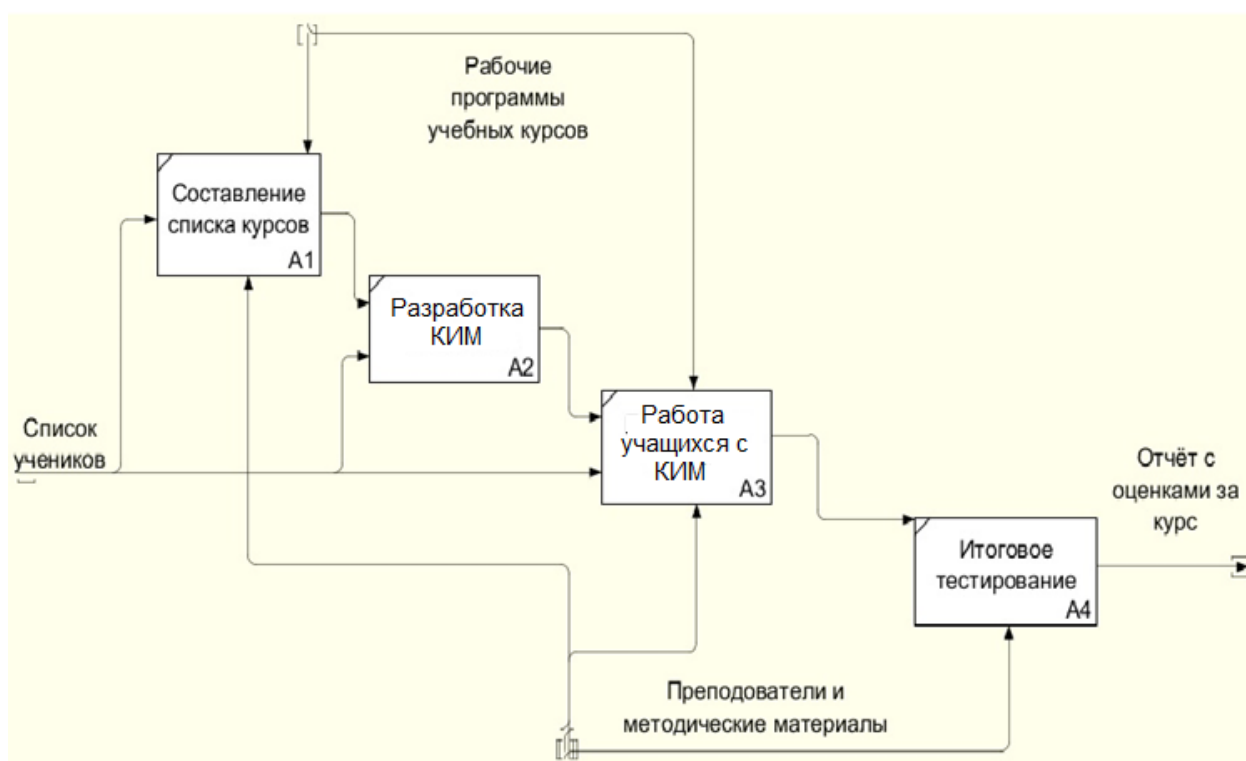 Рабочие
программы
учебных курсов
Составление
списка курсов
A1
Разработка
КИМ
A2
Список
учеников
Работа
учащихся с
КИМ
A3
Отчёт с
оценками за
курс
Итоговое
тестирование
A4
Преподователи и
методические материалы